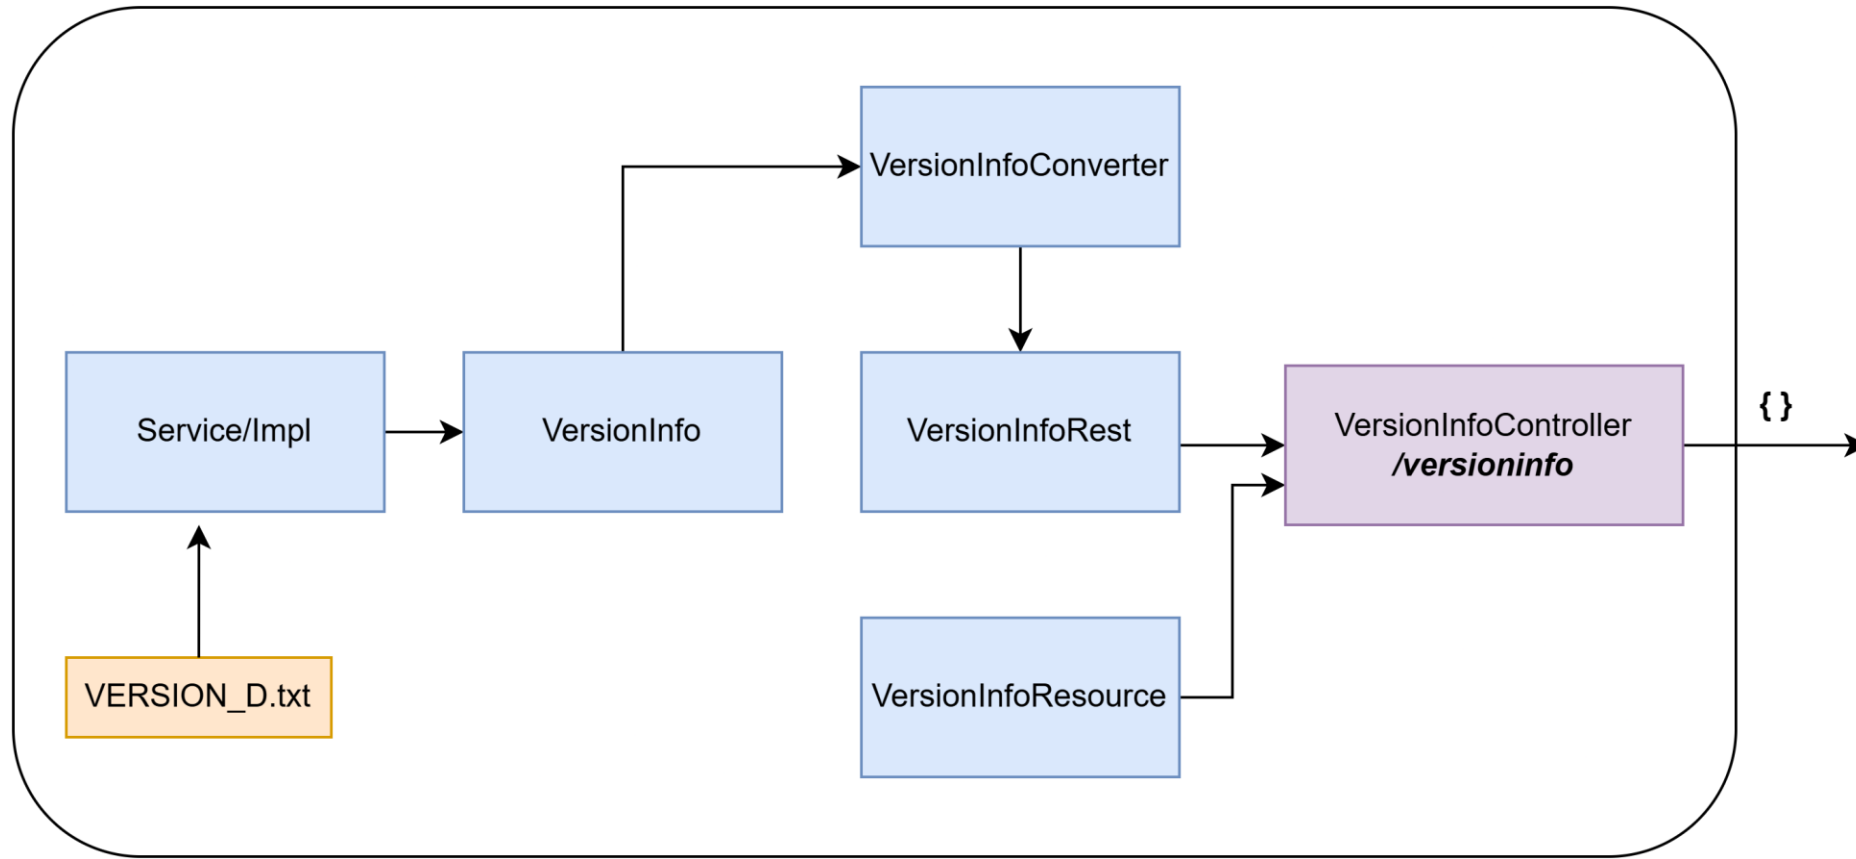 VersionInfoConverter
Service/Impl
VersionInfo
VersionInfoRest
VersionInfoController
/versioninfo
{ }
VERSION_D.txt
VersionInfoResource